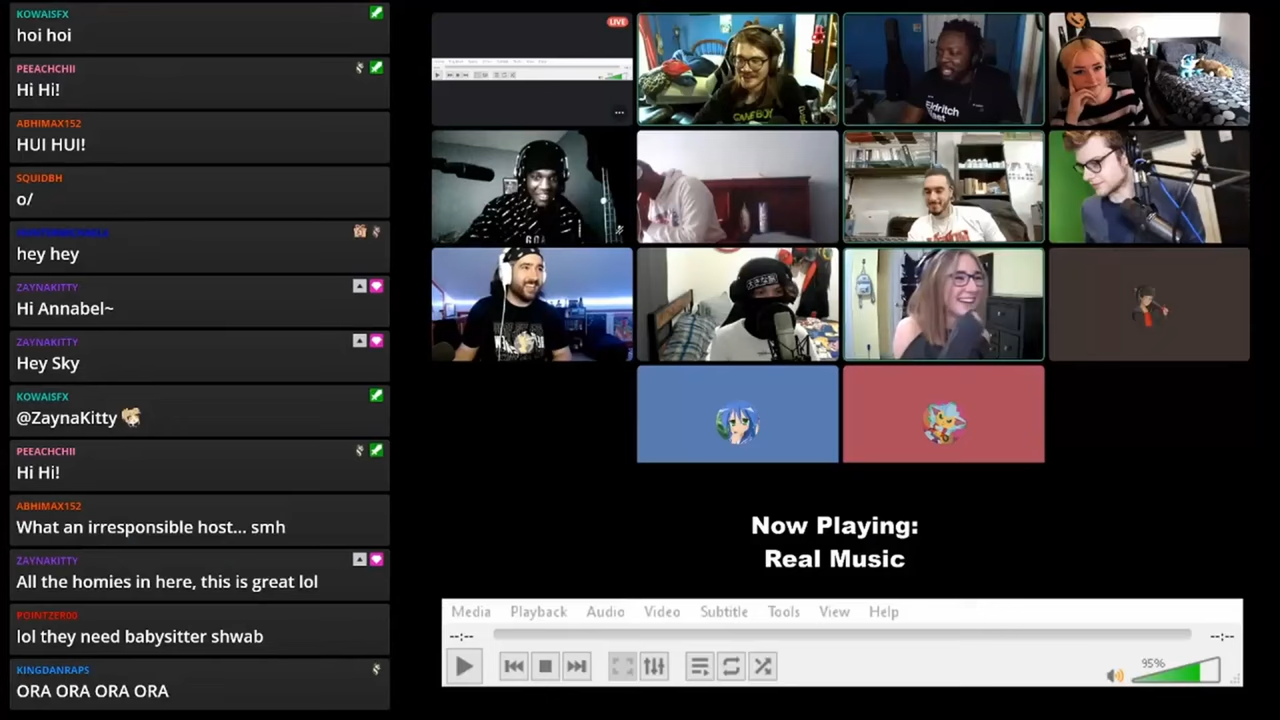 KOWAISFX
hoi hoi
PEEACHCHII
Hi Hi!
ABHIMAX152
HUI HUI!
SQUIDBH
o/
hey hey
ZAYNAKITTY
Hi Annabel~
ZAYNAKITTY
Hey Sky
KOWAISFX
@ZaynaKitty
PEEACHCHII
Hi Hi!
ABHIMAX152
What an irresponsible host... smh
ZAYNAKITTY
All the homies in here, this is great lol
POINTZER00
lol they need babysitter shwab
KINGDANRAPS
ORA ORA ORA ORA
LIVE
GAMEBOY
Eldritch
Now Playing:
Real Music
Media Playback Audio Video Subtitle Tools View Help
--:-- --:--
95%